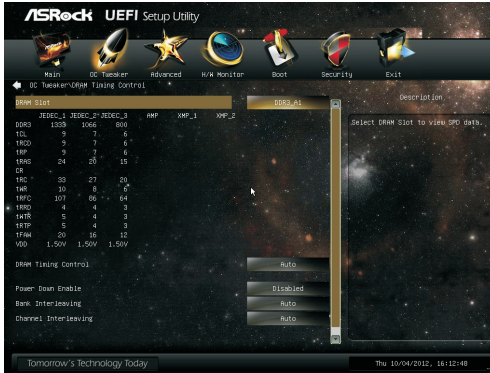 ASRock UEFI Setup Utility
Main OC Tweaker Advanced H/W Monitor Boot Security Exit
OC Tweaker\DRAM Timing Control
Description
DRAM Slot DDR3_A1
Select DRAM Slot to view SPD data.
JEDEC_1 JEDEC_2 JEDEC_3 AMP XMP_1 XMP_2
DDR3 1333 1066 800
tCL 9 7 6
tRCD 9 7 6
tRP 9 7 6
tRAS 24 20 15
CR
tRC 33 27 20
tWR 10 8 6
tRFC 107 86 64
tRRD 4 4 3
tWTR 5 4 3
tRTP 5 4 3
tFAW 20 16 12
VDD 1.50V 1.50V 1.50V
DRAM Timing Control Auto
Power Down Enable Disabled
Bank Interleaving Auto
Channel Interleaving Auto
Tomorrow's Technology Today
Thu 10/04/2012, 16:12:48